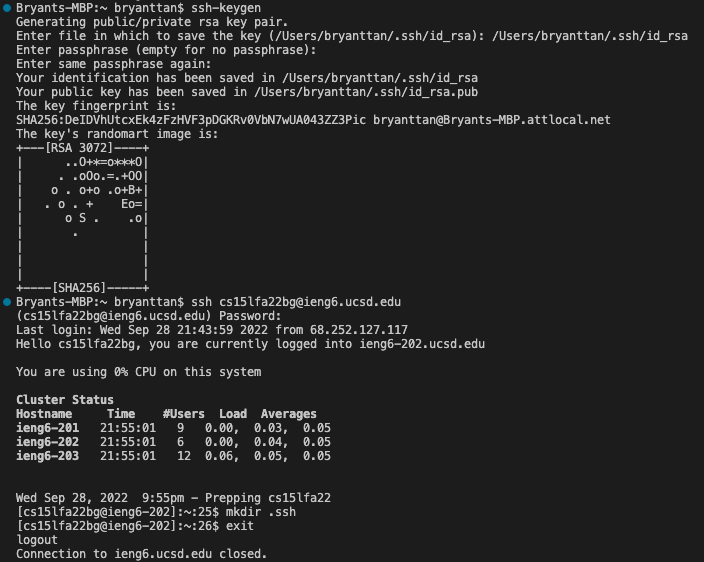 Bryants-MBP:~ bryanttan$ ssh-keygen
Generating public/private rsa key pair.
Enter file in which to save the key (/Users/bryanttan/.ssh/id_rsa): /Users/bryanttan/.ssh/id_rsa
Enter passphrase (empty for no passphrase):
Enter same passphrase again:
Your identification has been saved in /Users/bryanttan/.ssh/id_rsa
Your public key has been saved in /Users/bryanttan/.ssh/id_rsa.pub
The key fingerprint is:
SHA256:DeIDVhUtcxEk4zFzHVF3pDGKRv0VbN7wUA043ZZ3Pic bryanttan@Bryants-MBP.attlocal.net
The key's randomart image is:
+---[RSA 3072]----+
|      ..O+*=o***O|
|     . .oOo.=.+OO|
|    o . o+o .o+B+|
|   . o . +    Eo=|
|      o S .    .o|
|       .         |
|                 |
|                 |
|                 |
+----[SHA256]-----+
Bryants-MBP:~ bryanttan$ ssh cs15lfa22bg@ieng6.ucsd.edu
(cs15lfa22bg@ieng6.ucsd.edu) Password:
Last login: Wed Sep 28 21:43:59 2022 from 68.252.127.117
Hello cs15lfa22bg, you are currently logged into ieng6-202.ucsd.edu
You are using 0% CPU on this system
Cluster Status
Hostname     Time    #Users  Load  Averages
ieng6-201   21:55:01   9   0.00,  0.03,  0.05
ieng6-202   21:55:01   6   0.00,  0.04,  0.05
ieng6-203   21:55:01   12  0.06,  0.05,  0.05
Wed Sep 28, 2022  9:55pm - Prepping cs15lfa22
[cs15lfa22bg@ieng6-202]:~:25$ mkdir .ssh
[cs15lfa22bg@ieng6-202]:~:26$ exit
logout
Connection to ieng6.ucsd.edu closed.